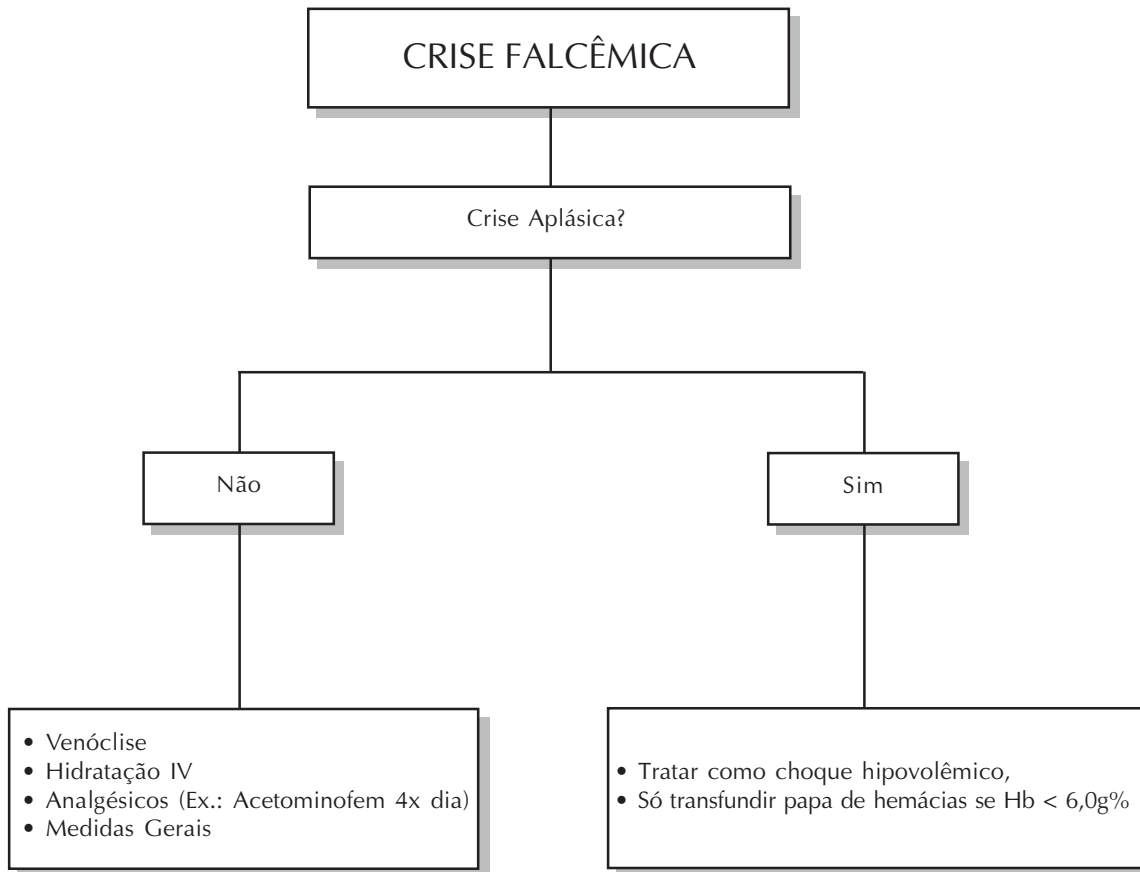 CRISE FALCÊMICA
Crise Aplásica?
Não
Sim
• Venóclise
• Hidratação IV
• Analgésicos (Ex.: Acetominofem 4x dia)
• Medidas Gerais
• Tratar como choque hipovolêmico,
• Só transfundir papa de hemácias se Hb < 6,0g%